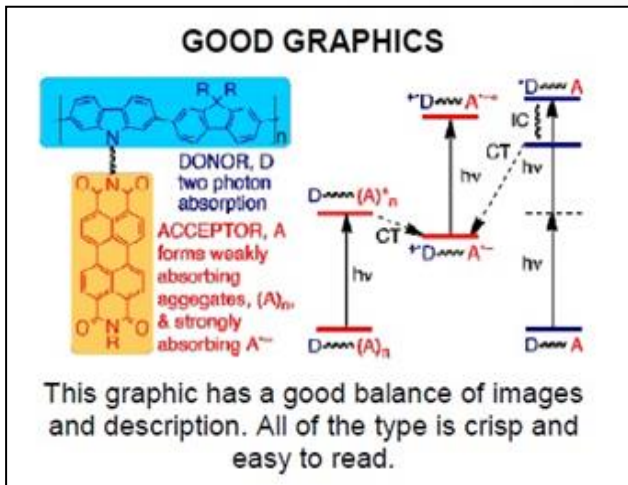 GOOD GRAPHICS
R R
N
n
DONOR, D
two photon
absorption
O N O
ACCEPTOR, A
forms weakly
absorbing
aggegates, (A)n,
& strongly
absorbing A•−
O N O
R
D (A)*n
hν
D (A)n
CT
+•D A•−*
hν
+•D A•−
*D A
IC
CT
hν
hν
D A
This graphic has a good balance of images
and description. All of the type is crisp and
easy to read.